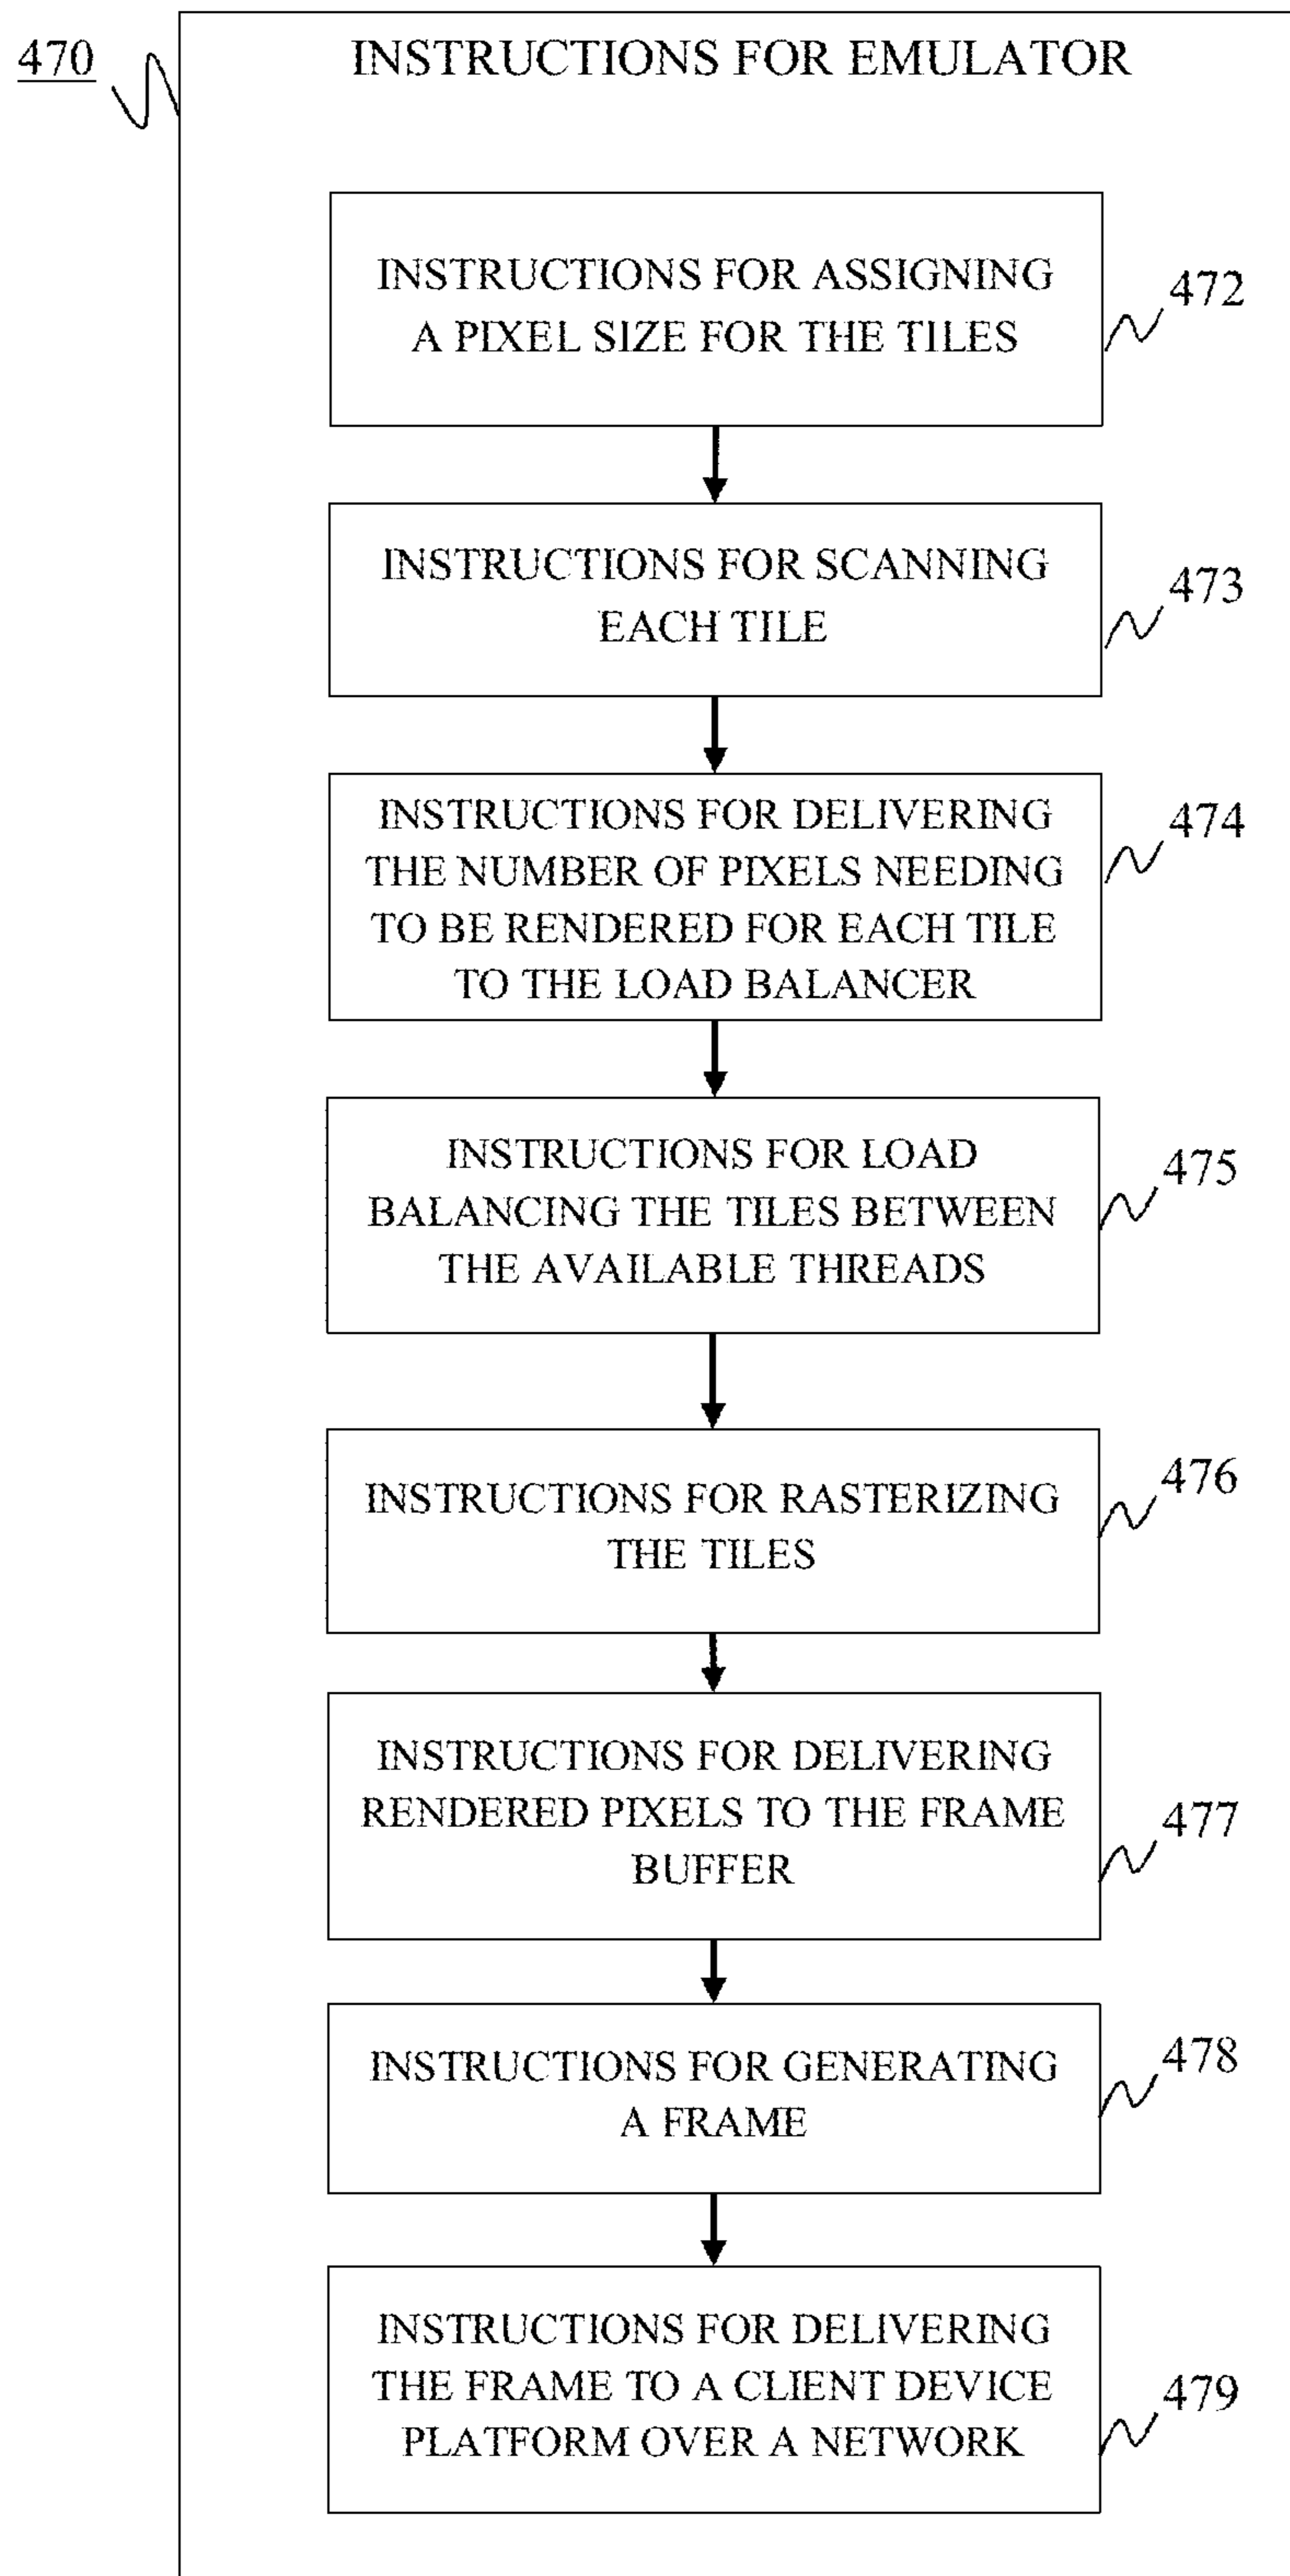 470
INSTRUCTIONS FOR EMULATOR
INSTRUCTIONS FOR ASSIGNING
A PIXEL SIZE FOR THE TILES
472
INSTRUCTIONS FOR SCANNING
EACH TILE
473
INSTRUCTIONS FOR DELIVERING
THE NUMBER OF PIXELS NEEDING
TO BE RENDERED FOR EACH TILE
TO THE LOAD BALANCER
474
INSTRUCTIONS FOR LOAD
BALANCING THE TILES BETWEEN
THE AVAILABLE THREADS
475
INSTRUCTIONS FOR RASTERIZING
THE TILES
476
INSTRUCTIONS FOR DELIVERING
RENDERED PIXELS TO THE FRAME
BUFFER
477
INSTRUCTIONS FOR GENERATING
A FRAME
478
INSTRUCTIONS FOR DELIVERING
THE FRAME TO A CLIENT DEVICE
PLATFORM OVER A NETWORK
479